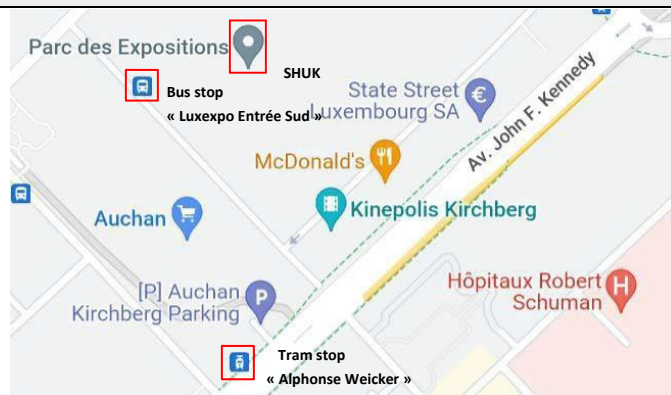 Parc des Expositions
SHUK
Bus stop
« Luxexpo Entrée Sud »
State Street
Luxembourg SA
€
Av. John F. Kennedy
McDonald's
Auchan
Kinepolis Kirchberg
[P] Auchan
Kirchberg Parking
P
Hôpitaux Robert
Schuman
H
Tram stop
« Alphonse Weicker »